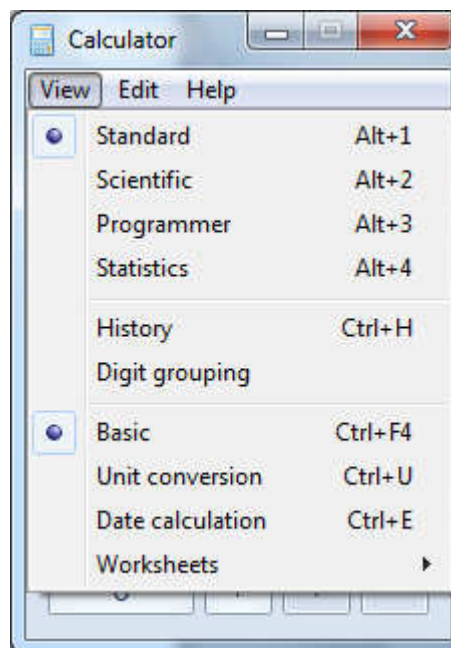 Calculator
View Edit Help
Standard Alt+1
Scientific Alt+2
Programmer Alt+3
Statistics Alt+4
History Ctrl+H
Digit grouping
Basic Ctrl+F4
Unit conversion Ctrl+U
Date calculation Ctrl+E
Worksheets